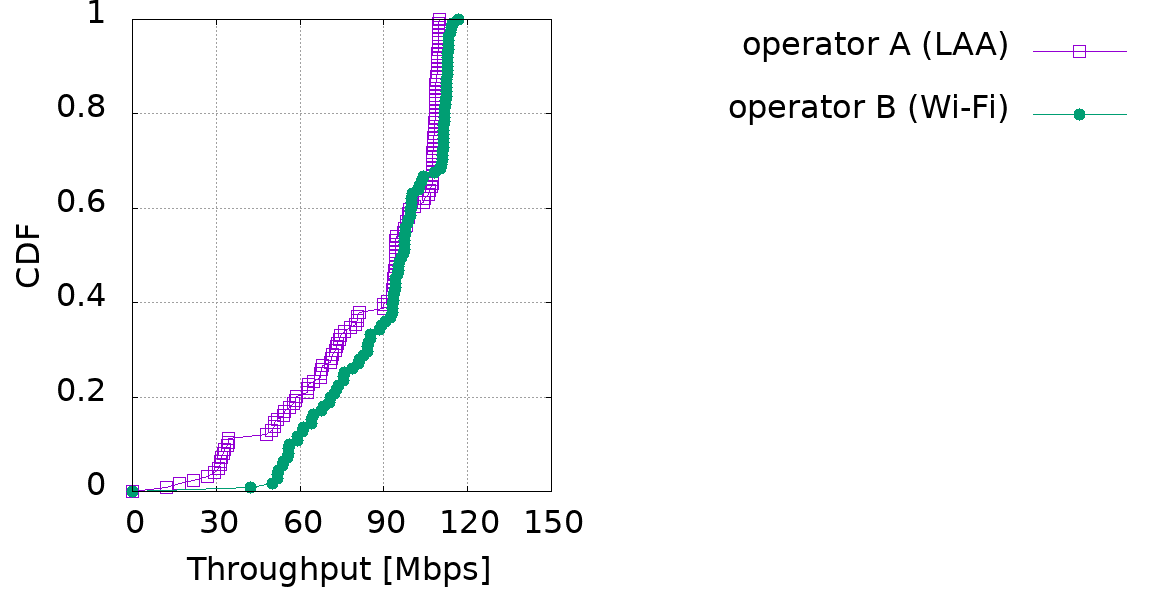 1
0.8
0.6
0.4
0.2
0
0 30 60 90 120 150
CDF
Throughput [Mbps]
operator A (LAA)
operator B (Wi-Fi)